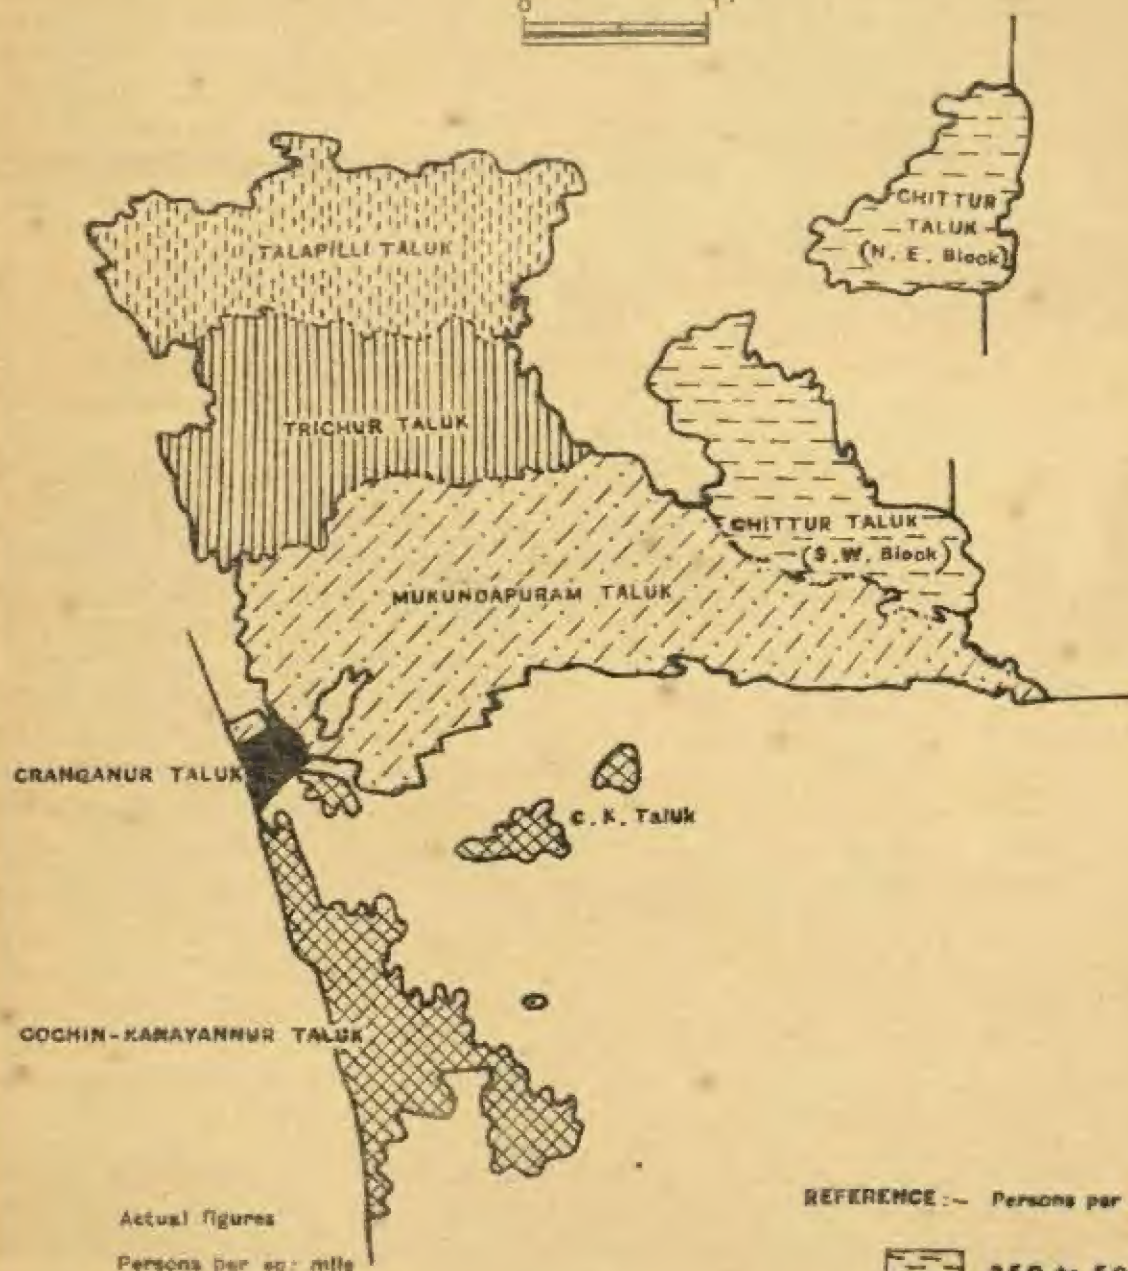 0
CHITTUR
TALUK
(N. E. Block)
TALAPILLI TALUK
TRICHUR TALUK
CHITTUR TALUK
(S. W. Block)
MUKUNDAPURAM TALUK
CRANGANUR TALUK
C. K. Taluk
COCHIN-KANAYANNUR TALUK
REFERENCE :- Persons per
Actual figures
Persons per sq: mile